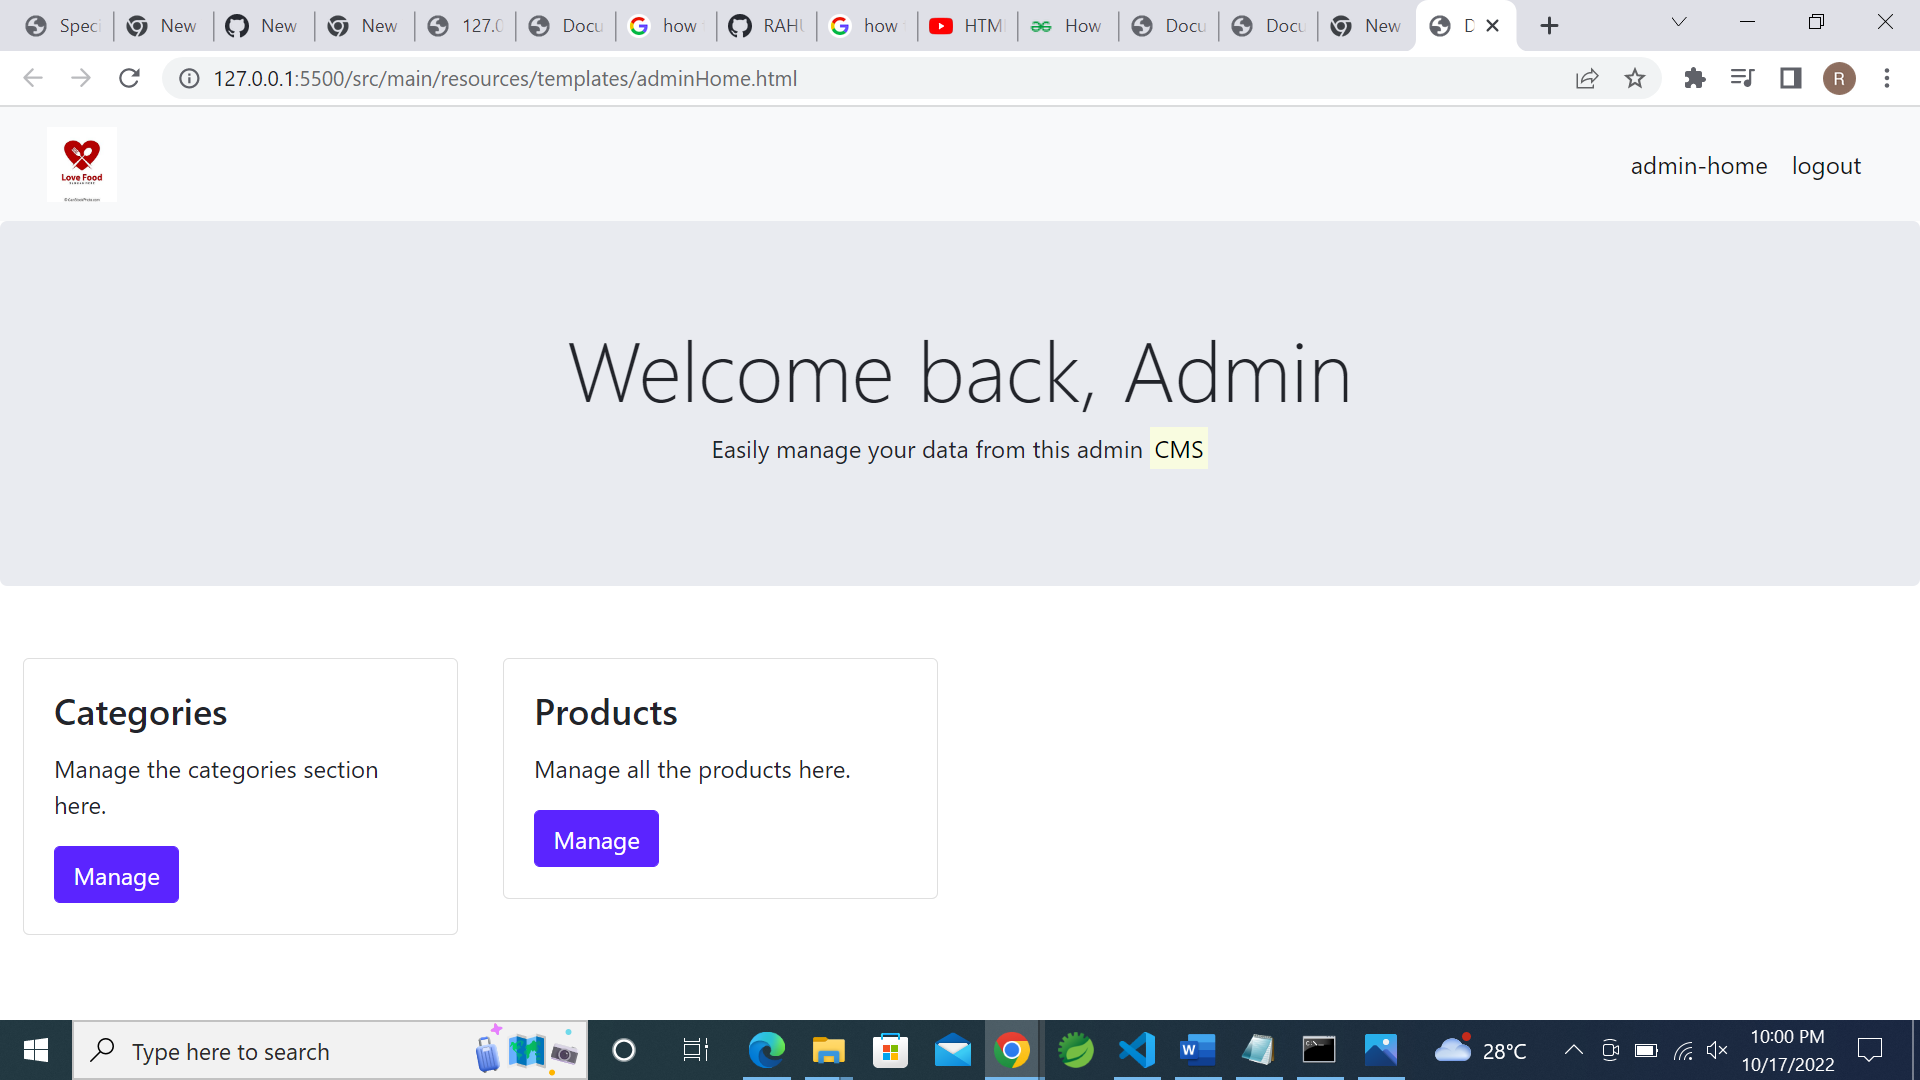 Speci
New
New
New
127.0
Docu
how
RAHU
how
HTM
How
Docu
Docu
New
D
127.0.0.1:5500/src/main/resources/templates/adminHome.html
R
Love Food
admin-home logout
Welcome back, Admin
Easily manage your data from this admin CMS
Categories
Manage the categories section
here.
Manage
Products
Manage all the products here.
Manage
Type here to search
28°C
10:00 PM
10/17/2022